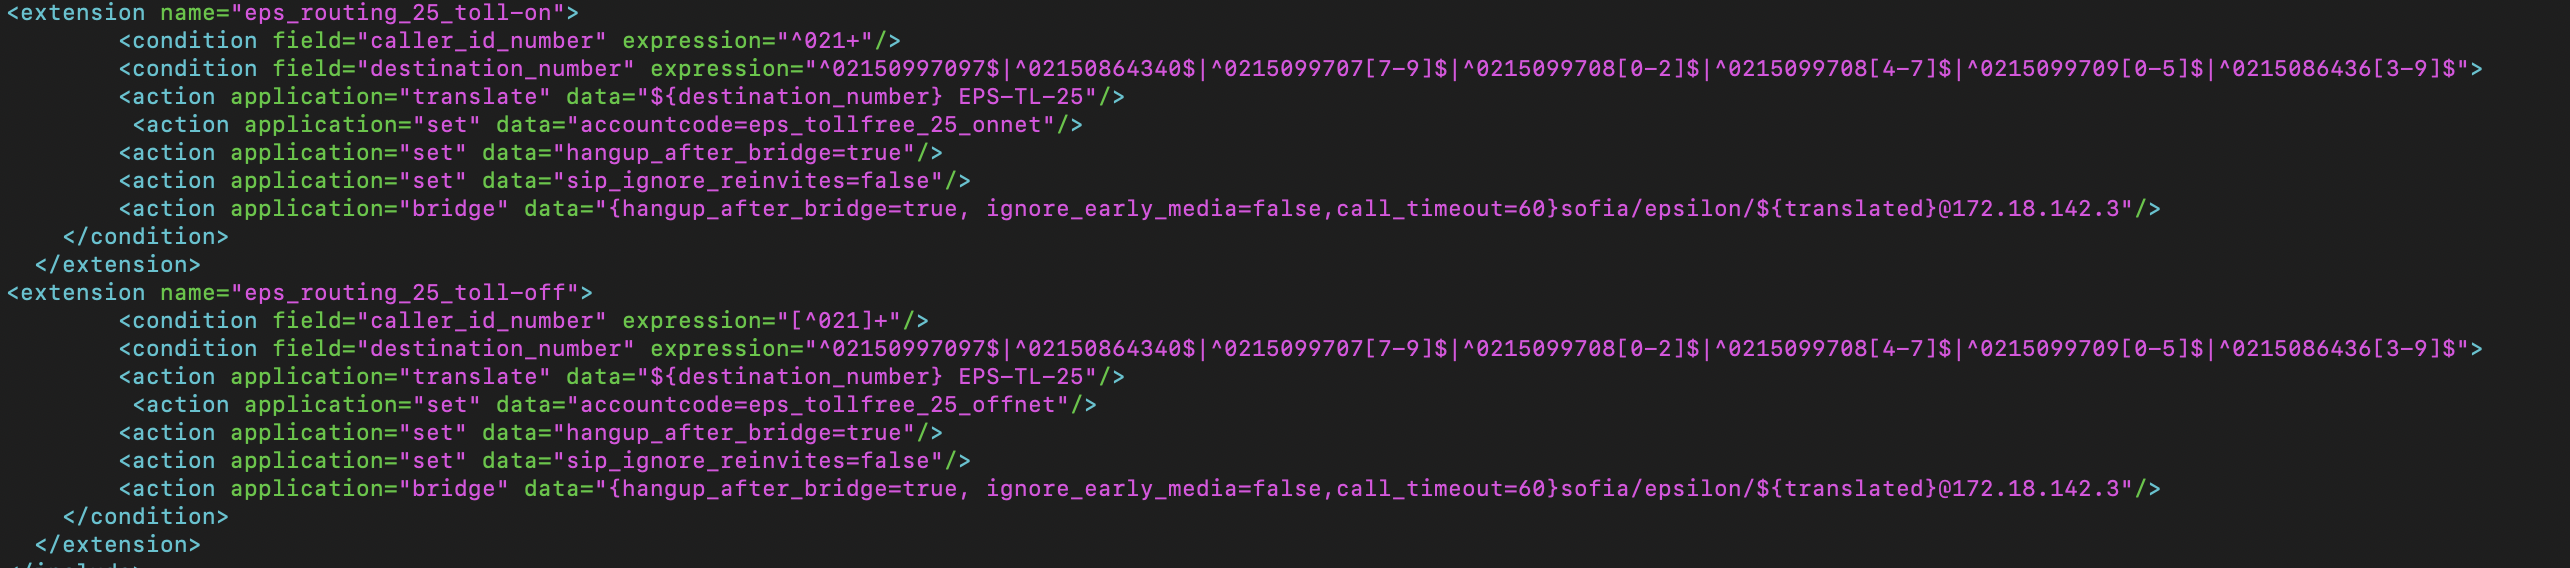 <extension name="eps_routing_25_toll-on">
<condition field="caller_id_number" expression="^021+"/>
<condition field="destination_number" expression="^02150997097$|^02150864340$|^0215099707[7-9]$|^0215099708[0-2]$|^0215099708[4-7]$|^0215099709[0-5]$|^0215086436[3-9]$">
<action application="translate" data="${destination_number} EPS-TL-25"/>
<action application="set" data="accountcode=eps_tollfree_25_onnet"/>
<action application="set" data="hangup_after_bridge=true"/>
<action application="set" data="sip_ignore_reinvites=false"/>
<action application="bridge" data="{hangup_after_bridge=true, ignore_early_media=false,call_timeout=60}sofia/epsilon/${translated}@172.18.142.3"/>
</condition>
</extension>
<extension name="eps_routing_25_toll-off">
<condition field="caller_id_number" expression="[^021]+"/>
<condition field="destination_number" expression="^02150997097$|^02150864340$|^0215099707[7-9]$|^0215099708[0-2]$|^0215099708[4-7]$|^0215099709[0-5]$|^0215086436[3-9]$">
<action application="translate" data="${destination_number} EPS-TL-25"/>
<action application="set" data="accountcode=eps_tollfree_25_offnet"/>
<action application="set" data="hangup_after_bridge=true"/>
<action application="set" data="sip_ignore_reinvites=false"/>
<action application="bridge" data="{hangup_after_bridge=true, ignore_early_media=false,call_timeout=60}sofia/epsilon/${translated}@172.18.142.3"/>
</condition>
</extension>